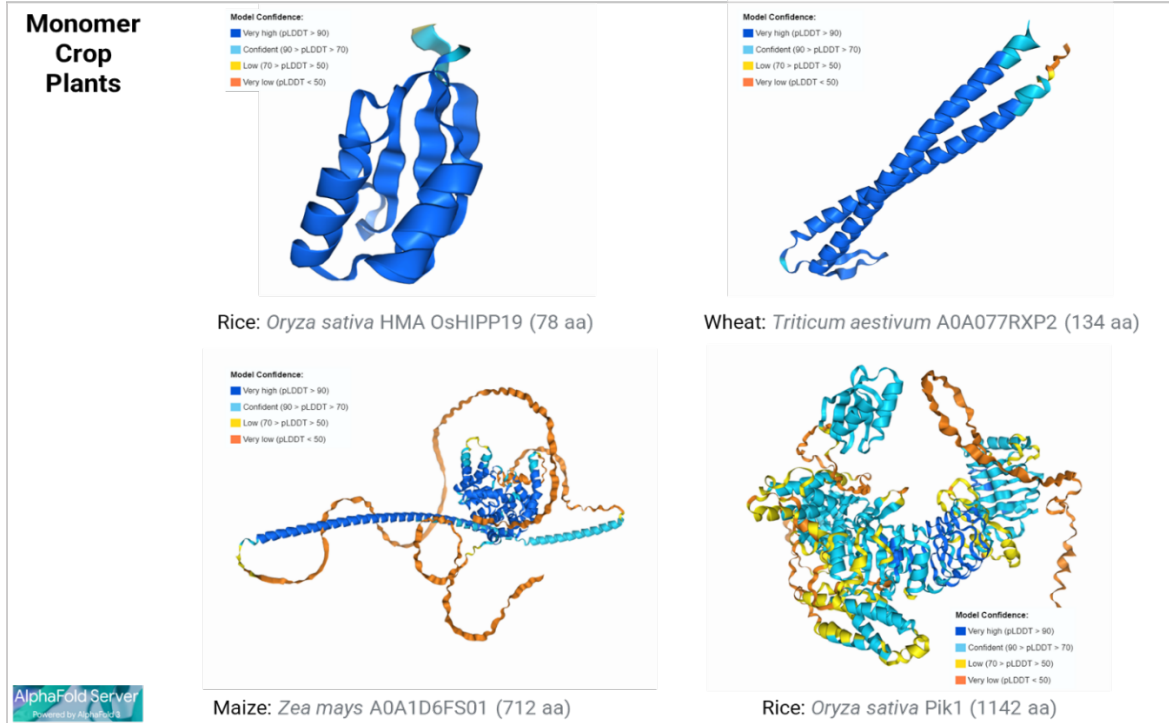 Monomer
Crop
Plants
Model Confidence:
Very high (pLDDT > 90)
Confident (90 > pLDDT > 70)
Low (70 > pLDDT > 50)
Very low (pLDDT < 50)
Model Confidence:
Very high (pLDDT > 90)
Confident (90 > pLDDT > 70)
Low (70 > pLDDT > 50)
Very low (pLDDT < 50)
Rice: Oryza sativa HMA OsHIPP19 (78 aa)
Wheat: Triticum aestivum A0A077RXP2 (134 aa)
Model Confidence:
Very high (pLDDT > 90)
Confident (90 > pLDDT > 70)
Low (70 > pLDDT > 50)
Very low (pLDDT < 50)
Model Confidence:
Very high (pLDDT > 90)
Confident (90 > pLDDT > 70)
Low (70 > pLDDT > 50)
Very low (pLDDT < 50)
AlphaFold Server
Powered by AlphaFold 3
Maize: Zea mays A0A1D6FS01 (712 aa)
Rice: Oryza sativa Pik1 (1142 aa)